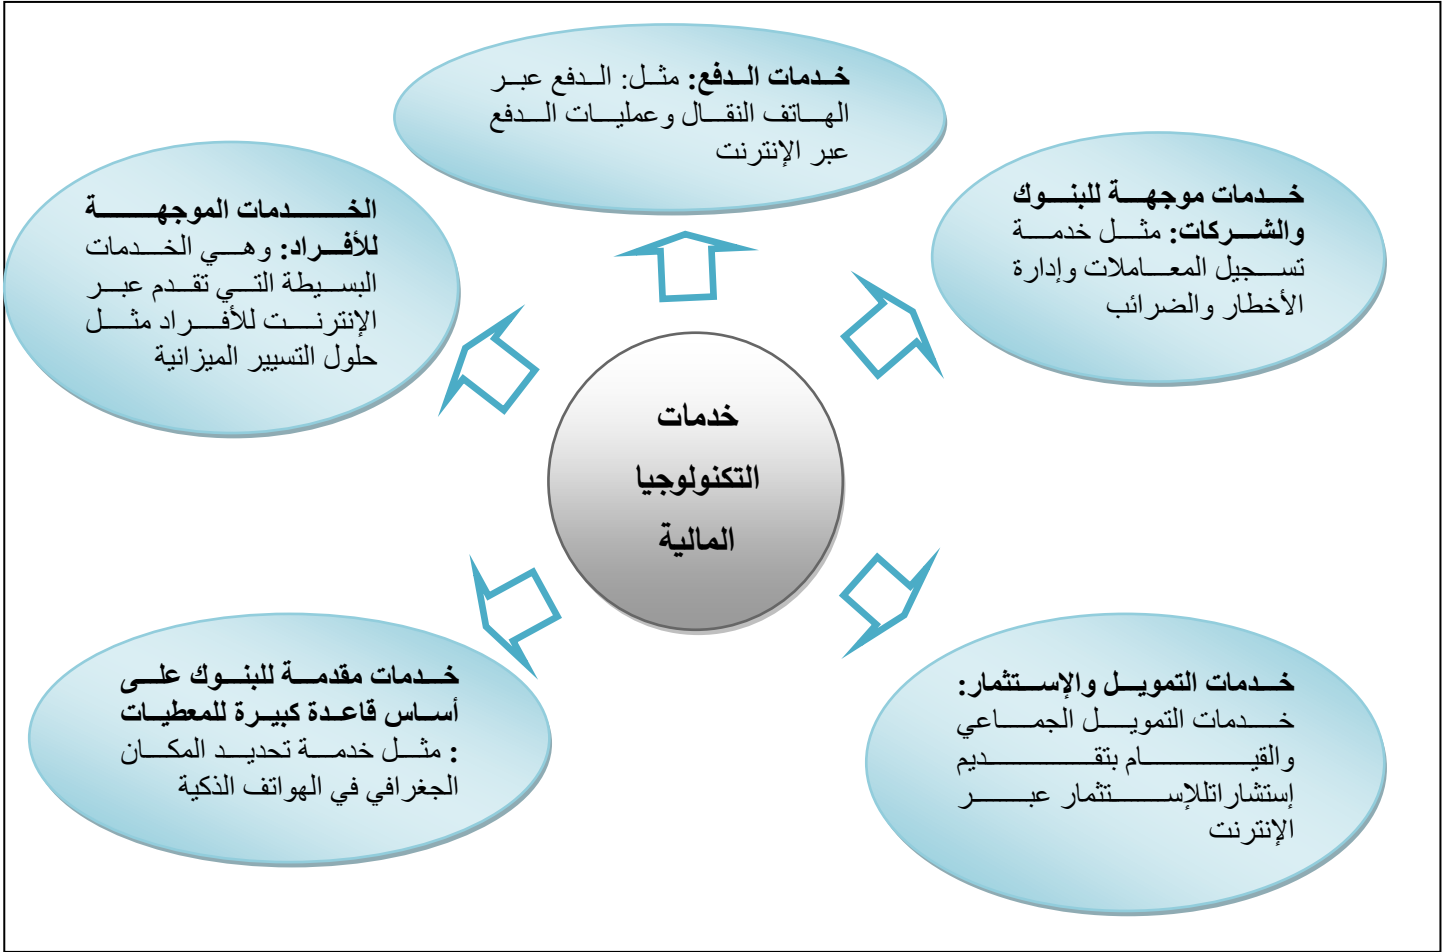 خدمات الدفع: مثل: الدفع عبر
الهاتف النقال وعمليات الدفع
عبر الإنترنت
خدمات موجهة للبنوك
والشركات: مثل خدمة
تسجيل المعاملات وإدارة
الأخطار والضرائب
الخدمات الموجهة
للأفراد: وهي الخدمات
البسيطة التي تقدم عبر
الإنترنت للأفراد مثل
حلول التسيير الميزانية
خدمات
التكنولوجيا
المالية
خدمات التمويل والإستثمار:
خدمات التمويل الجماعي
والقيام بتقديم
إستشاراتللإستثمار عبر
الإنترنت
خدمات مقدمة للبنوك على
أساس قاعدة كبيرة للمعطيات
: مثل خدمة تحديد المكان
الجغرافي في الهواتف الذكية